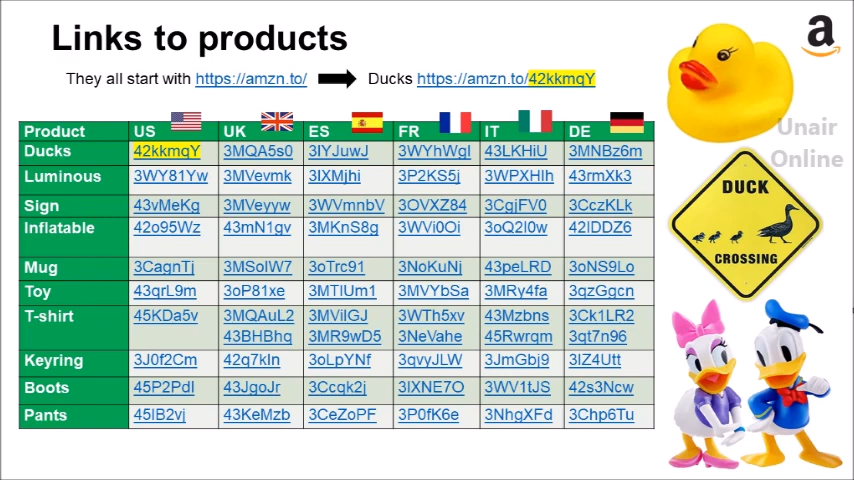 Links to products
They all start with https://amzn.to/ Ducks https://amzn.to/42kkmqY
Product US UK ES FR IT DE
Ducks 42kkmqY 3MQA5s0 3IYJuwJ 3WYhWgI 43LKHiU 3MNBz6m
Luminous 3WY81Yw 3MVevmk 3IXMjhi 3P2KS5j 3WPXHIh 43rmXk3
Sign 43vMeKg 3MVeyyw 3WVmnbV 3OVXZ84 3CgjFV0 3CczKLk
Inflatable 42o95Wz 43mN1gv 3MKnS8g 3WVi0Oi 3oQ2I0w 42IDDZ6
Mug 3CagnTj 3MSoIW7 3oTrc91 3NoKuNj 43peLRD 3oNS9Lo
Toy 43qrL9m 3oP81xe 3MTIUm1 3MVYbSa 3MRy4fa 3qzGgcn
T-shirt 45KDa5v 3MQAuL2 3MViIGJ 3WTh5xv 43Mzbns 3Ck1LR2
43BHBhq 3MR9wD5 3NeVahe 45Rwrqm 3qt7n96
Keyring 3J0f2Cm 42q7kIn 3oLpYNf 3qvyJLW 3JmGbj9 3IZ4Utt
Boots 45P2PdI 43JgoJr 3Ccqk2j 3IXNE7O 3WV1tJS 42s3Ncw
Pants 45IB2vj 43KeMzb 3CeZoPF 3P0fK6e 3NhgXFd 3Chp6Tu
a
Unair
Online
DUCK
CROSSING